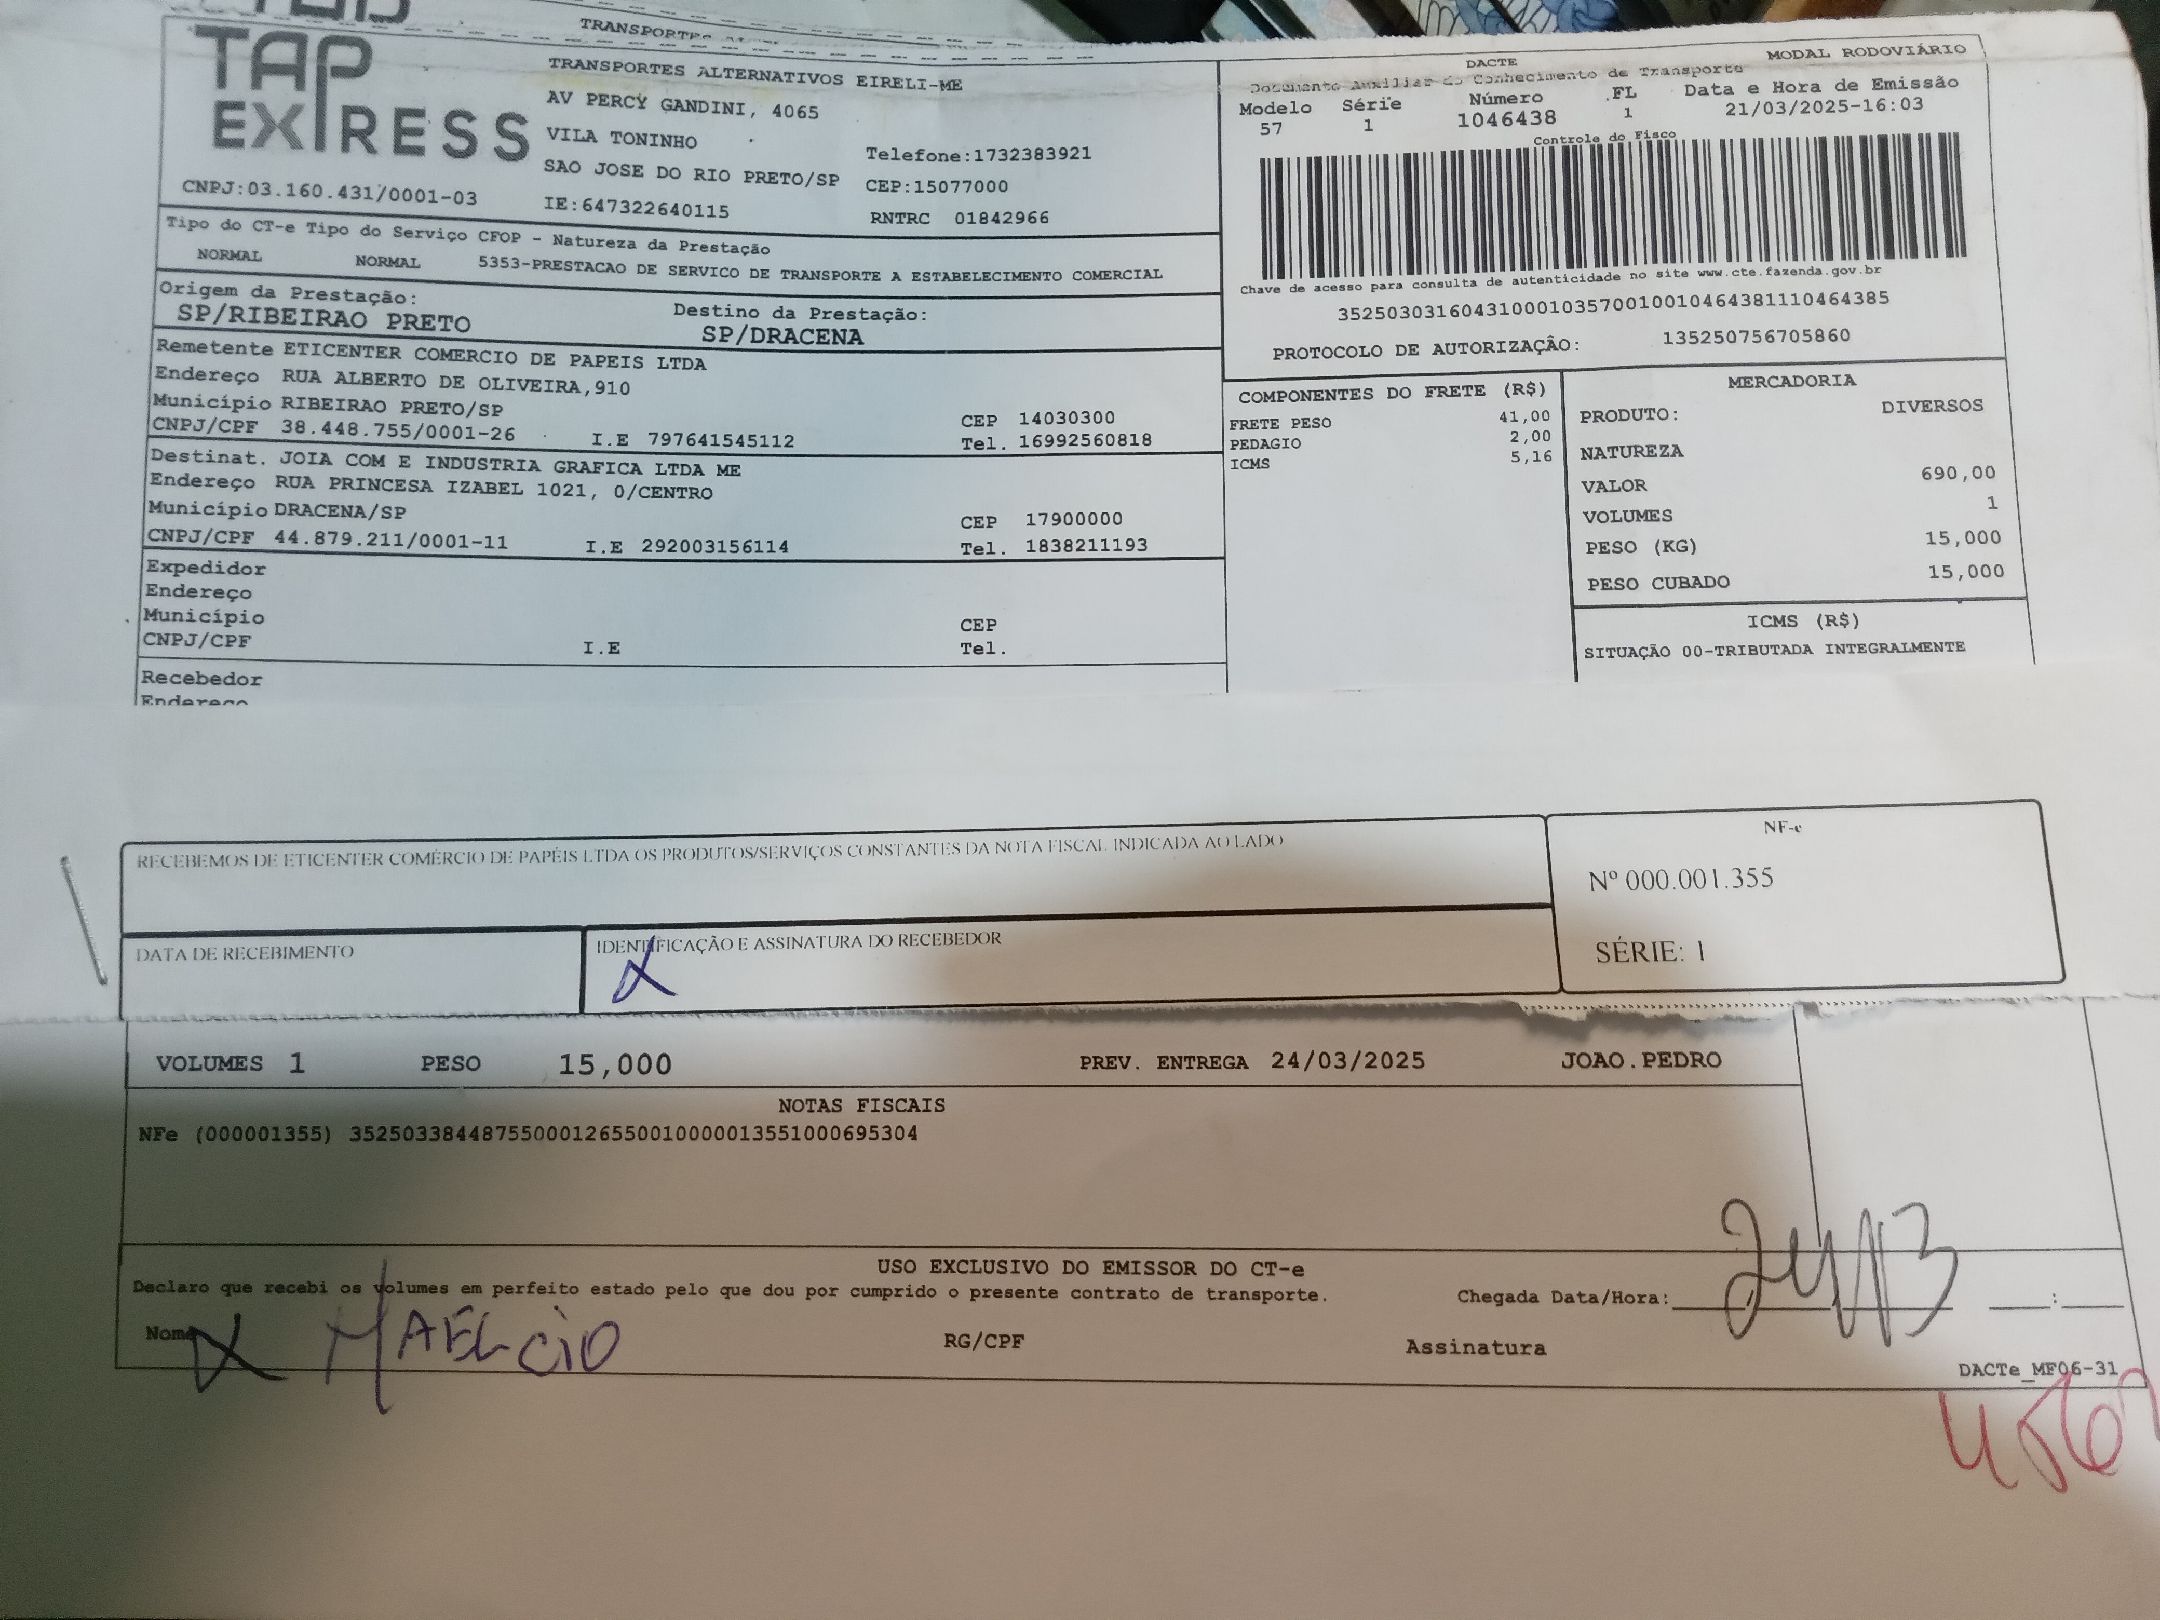 TRANSPORTES
TAP
EXPRESS
TRANSPORTES ALTERNATIVOS EIRELI-ME
AV PERCY GANDINI, 4065
VILA TONINHO
SAO JOSE DO RIO PRETO/SP
Telefone:1732383921
CEP:15077000
CNPJ:03.160.431/0001-03
IE:647322640115
RNTRC 01842966
DACTE
MODAL RODOVIÁRIO
Documento Auxiliar do Conhecimento de Transporte
Modelo Série Número FL Data e Hora de Emissão
57 1 1046438 1 21/03/2025-16:03
Controle do Fisco
Chave de acesso para consulta de autenticidade no site www.cte.fazenda.gov.br
35250303160431000103570010010464381110464385
PROTOCOLO DE AUTORIZAÇÃO: 135250756705860
Tipo do CT-e Tipo do Serviço CFOP - Natureza da Prestação
NORMAL NORMAL 5353-PRESTACAO DE SERVICO DE TRANSPORTE A ESTABELECIMENTO COMERCIAL
Origem da Prestação:
SP/RIBEIRAO PRETO
Destino da Prestação:
SP/DRACENA
Remetente ETICENTER COMERCIO DE PAPEIS LTDA
Endereço RUA ALBERTO DE OLIVEIRA,910
Município RIBEIRAO PRETO/SP CEP 14030300
CNPJ/CPF 38.448.755/0001-26 I.E 797641545112 Tel. 16992560818
Destinat. JOIA COM E INDUSTRIA GRAFICA LTDA ME
Endereço RUA PRINCESA IZABEL 1021, 0/CENTRO
Município DRACENA/SP CEP 17900000
CNPJ/CPF 44.879.211/0001-11 I.E 292003156114 Tel. 1838211193
Expedidor
Endereço
Município CEP
CNPJ/CPF I.E Tel.
Recebedor
Endereço
COMPONENTES DO FRETE (R$)
FRETE PESO 41,00
PEDAGIO 2,00
ICMS 5,16
MERCADORIA
PRODUTO: DIVERSOS
NATUREZA
VALOR 690,00
VOLUMES 1
PESO (KG) 15,000
PESO CUBADO 15,000
ICMS (R$)
SITUAÇÃO 00-TRIBUTADA INTEGRALMENTE
RECEBEMOS DE ETICENTER COMÉRCIO DE PAPÉIS LTDA OS PRODUTOS/SERVIÇOS CONSTANTES DA NOTA FISCAL INDICADA AO LADO
NF-e
Nº 000.001.355
SÉRIE: 1
DATA DE RECEBIMENTO
IDENTIFICAÇÃO E ASSINATURA DO RECEBEDOR
X
VOLUMES 1 PESO 15,000 PREV. ENTREGA 24/03/2025 JOAO.PEDRO
NOTAS FISCAIS
NFe (000001355) 35250338448755000126550010000013551000695304
USO EXCLUSIVO DO EMISSOR DO CT-e
Declaro que recebi os volumes em perfeito estado pelo que dou por cumprido o presente contrato de transporte.
Chegada Data/Hora: 24/03
Nome X RG/CPF Assinatura
DACTe_MF06-31